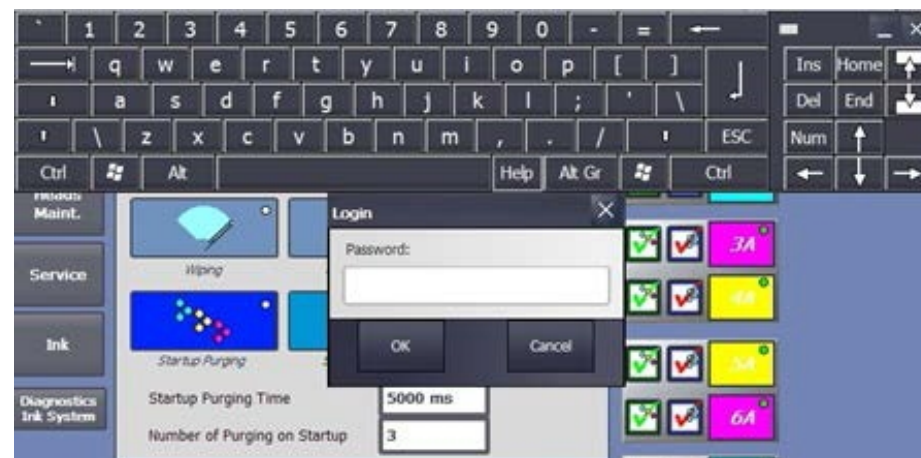 ` 1 2 3 4 5 6 7 8 9 0 - =
q w e r t y u i o p [ ] Ins Home
a s d f g h j k l ; ' \ Del End
\ z x c v b n m , . / ESC Num
Ctrl Alt Help Alt Gr Ctrl
Heads
Maint.
Login
Password:
3A
Service
Wiping
4A
Ink
OK Cancel
Startup Purging
5A
Diagnostics
Ink System
Startup Purging Time 5000 ms
6A
Number of Purging on Startup 3